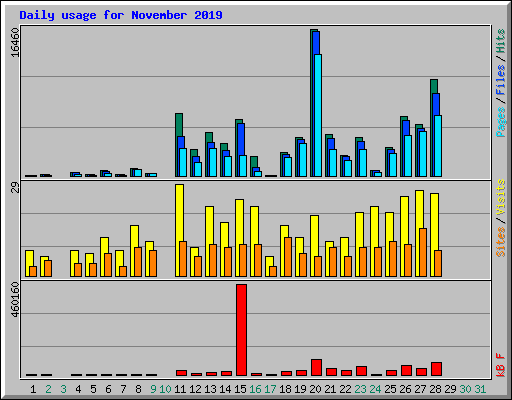 Daily usage for November 2019
16460
Pages / Files / Hits
29
Sites / Visits
460160
kB F
1 2 3 4 5 6 7 8 9 10 11 12 13 14 15 16 17 18 19 20 21 22 23 24 25 26 27 28 29 30 31